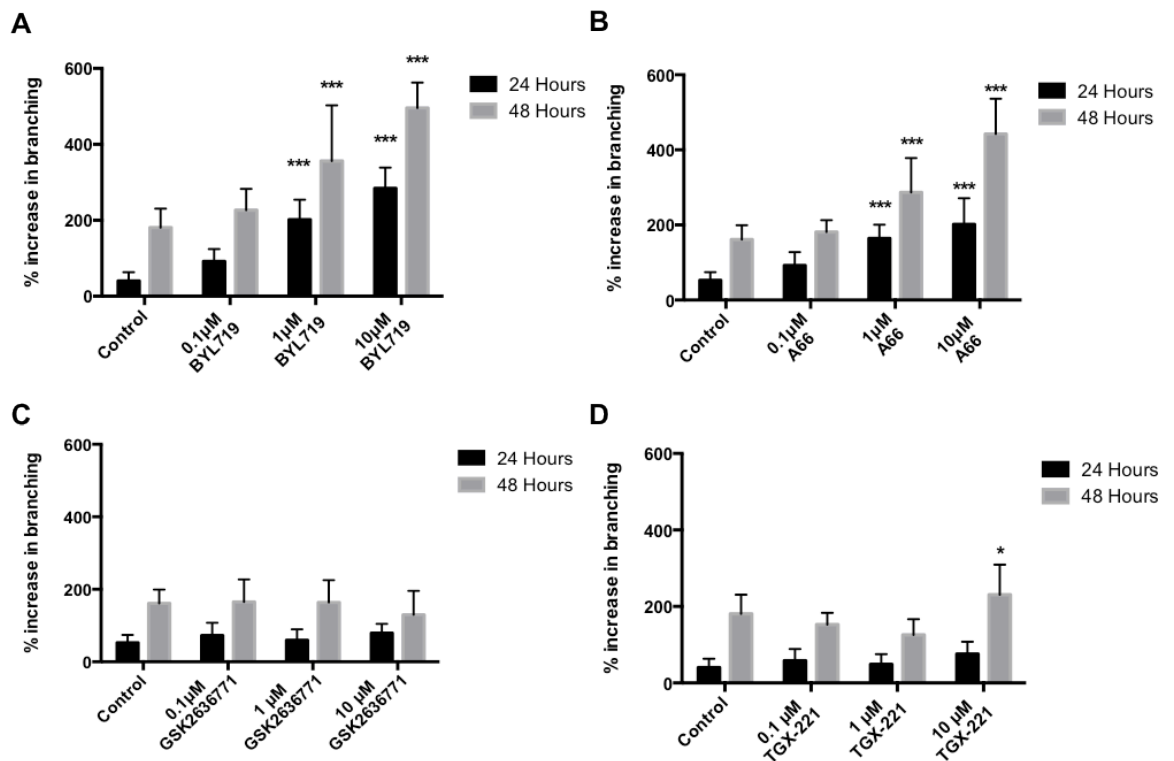 A
% increase in branching
600
400
200
0
***
***
***
***
24 Hours
48 Hours
Control
0.1µM
BYL719
1µM
BYL719
10µM
BYL719
B
% increase in branching
600
400
200
0
***
***
***
***
24 Hours
48 Hours
Control
0.1µM
A66
1µM
A66
10µM
A66
C
% increase in branching
600
400
200
0
24 Hours
48 Hours
Control
0.1µM
GSK2636771
1 µM
GSK2636771
10 µM
GSK2636771
D
% increase in branching
600
400
200
0
*
24 Hours
48 Hours
Control
0.1 µM
TGX-221
1 µM
TGX-221
10 µM
TGX-221